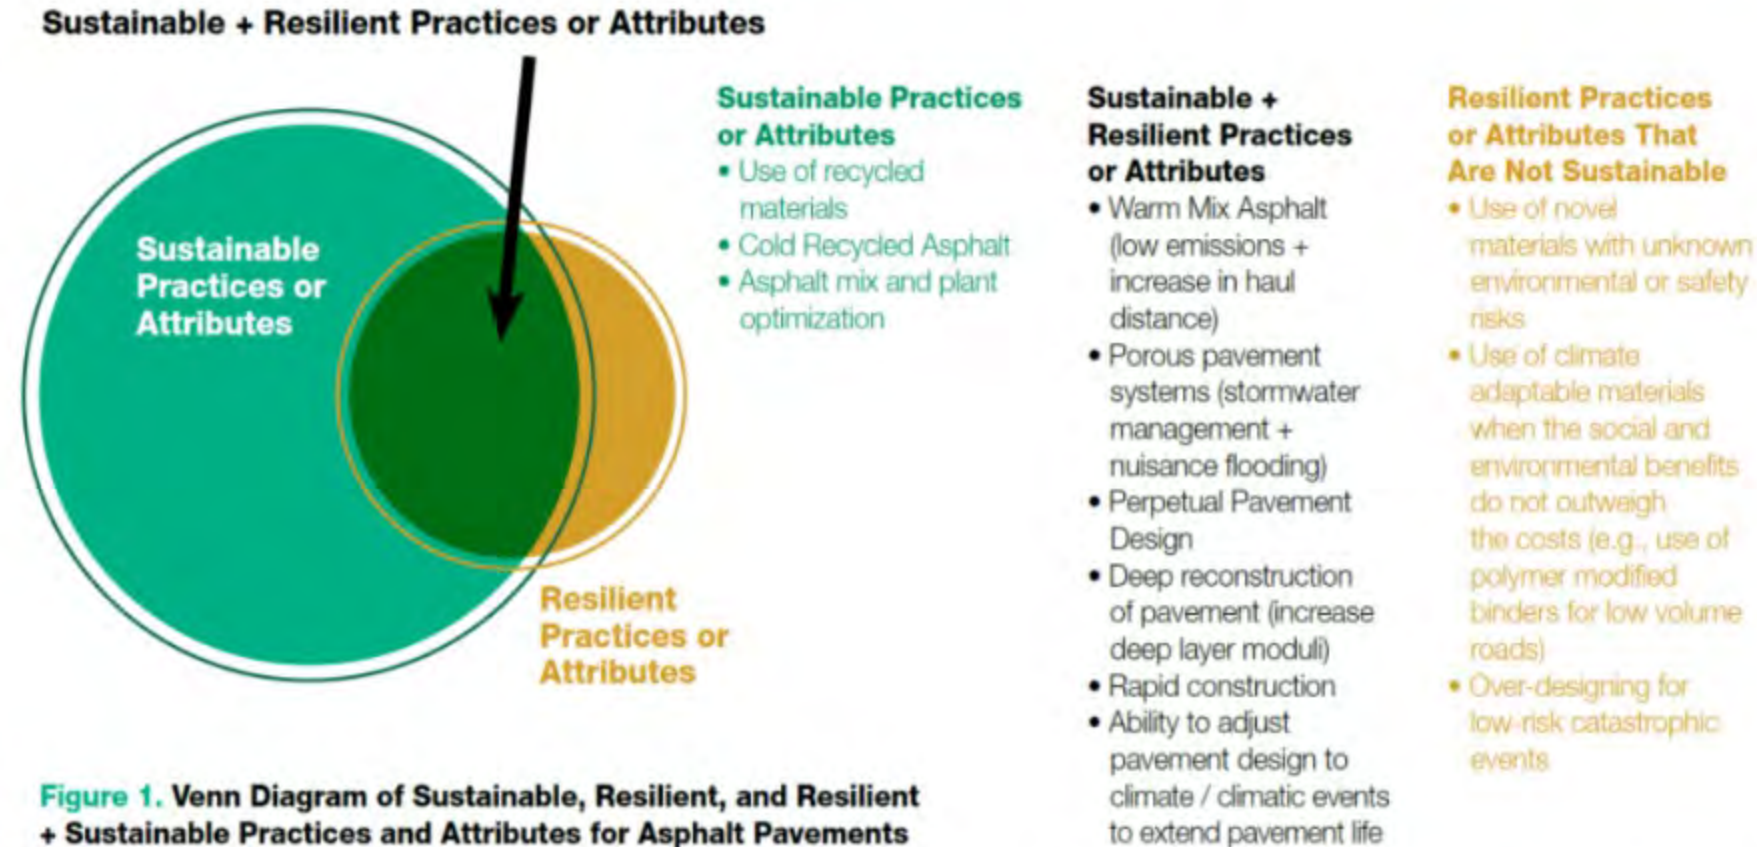 Sustainable + Resilient Practices or Attributes
Sustainable
Practices or
Attributes
Resilient
Practices or
Attributes
Sustainable Practices
or Attributes
• Use of recycled
materials
• Cold Recycled Asphalt
• Asphalt mix and plant
optimization
Sustainable +
Resilient Practices
or Attributes
• Warm Mix Asphalt
(low emissions +
increase in haul
distance)
• Porous pavement
systems (stormwater
management +
nuisance flooding)
• Perpetual Pavement
Design
• Deep reconstruction
of pavement (increase
deep layer moduli)
• Rapid construction
• Ability to adjust
pavement design to
climate / climatic events
to extend pavement life
Resilient Practices
or Attributes That
Are Not Sustainable
• Use of novel
materials with unknown
environmental or safety
risks
• Use of climate
adaptable materials
when the social and
environmental benefits
do not outweigh
the costs (e.g., use of
polymer modified
binders for low volume
roads)
• Over-designing for
low-risk catastrophic
events
Figure 1. Venn Diagram of Sustainable, Resilient, and Resilient
+ Sustainable Practices and Attributes for Asphalt Pavements